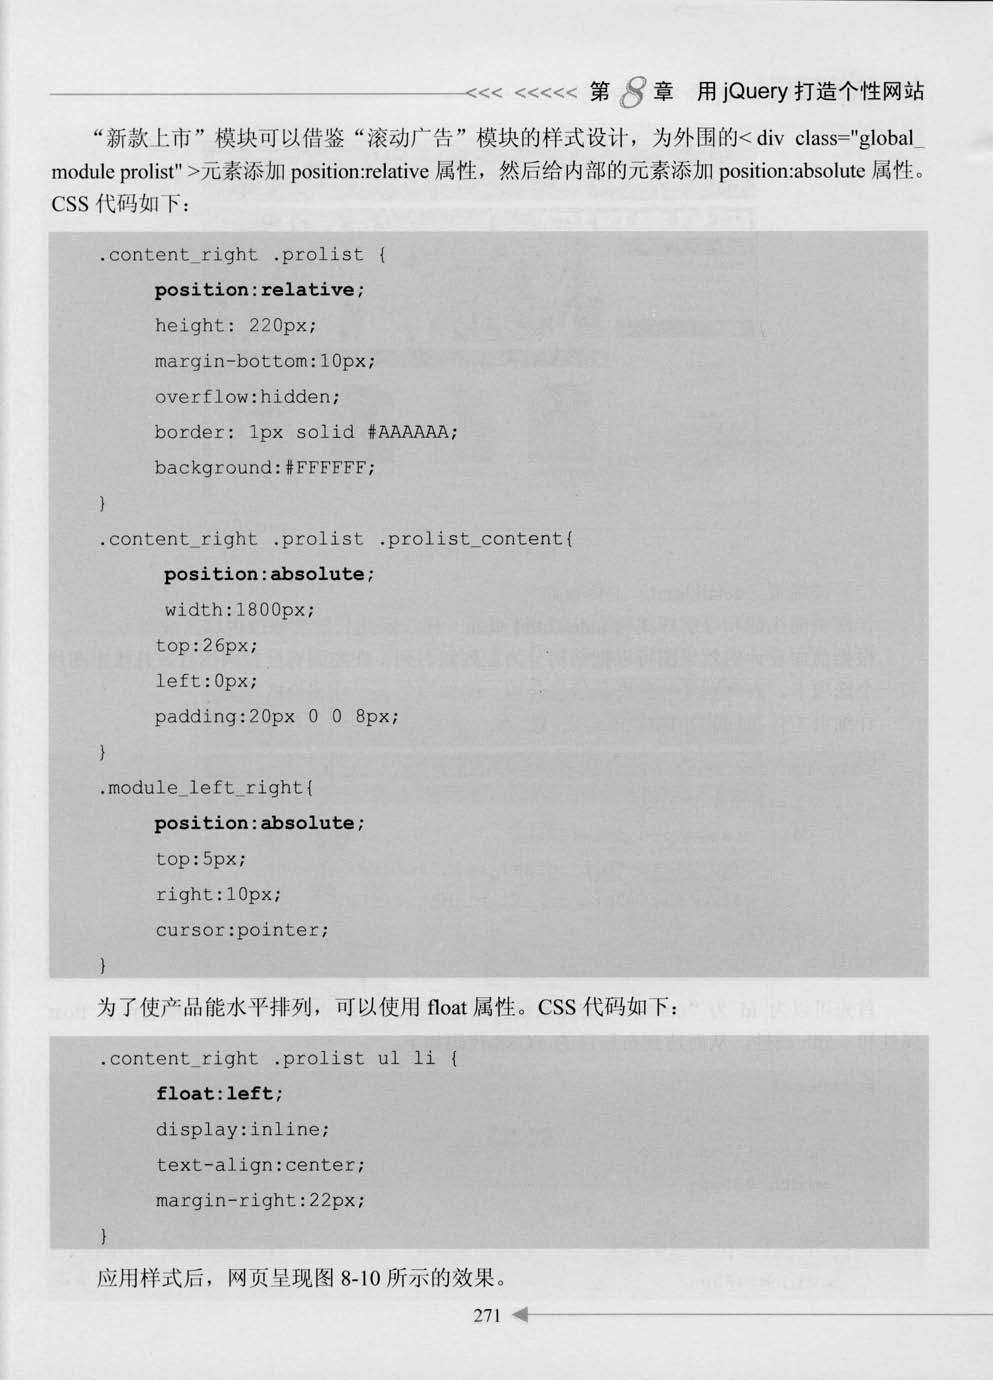 <<< <<<<< 第8章 用 jQuery 打造个性网站
“新款上市”模块可以借鉴“滚动广告”模块的样式设计，为外围的< div class="global_
module prolist" >元素添加 position:relative 属性，然后给内部的元素添加 position:absolute 属性。
CSS 代码如下：
.content_right .prolist {
position:relative;
height: 220px;
margin-bottom:10px;
overflow:hidden;
border: 1px solid #AAAAAA;
background:#FFFFFF;
}
.content_right .prolist .prolist_content{
position:absolute;
width:1800px;
top:26px;
left:0px;
padding:20px 0 0 8px;
}
.module_left_right{
position:absolute;
top:5px;
right:10px;
cursor:pointer;
}
为了使产品能水平排列，可以使用 float 属性。CSS 代码如下：
.content_right .prolist ul li {
float:left;
display:inline;
text-align:center;
margin-right:22px;
}
应用样式后，网页呈现图 8-10 所示的效果。
271